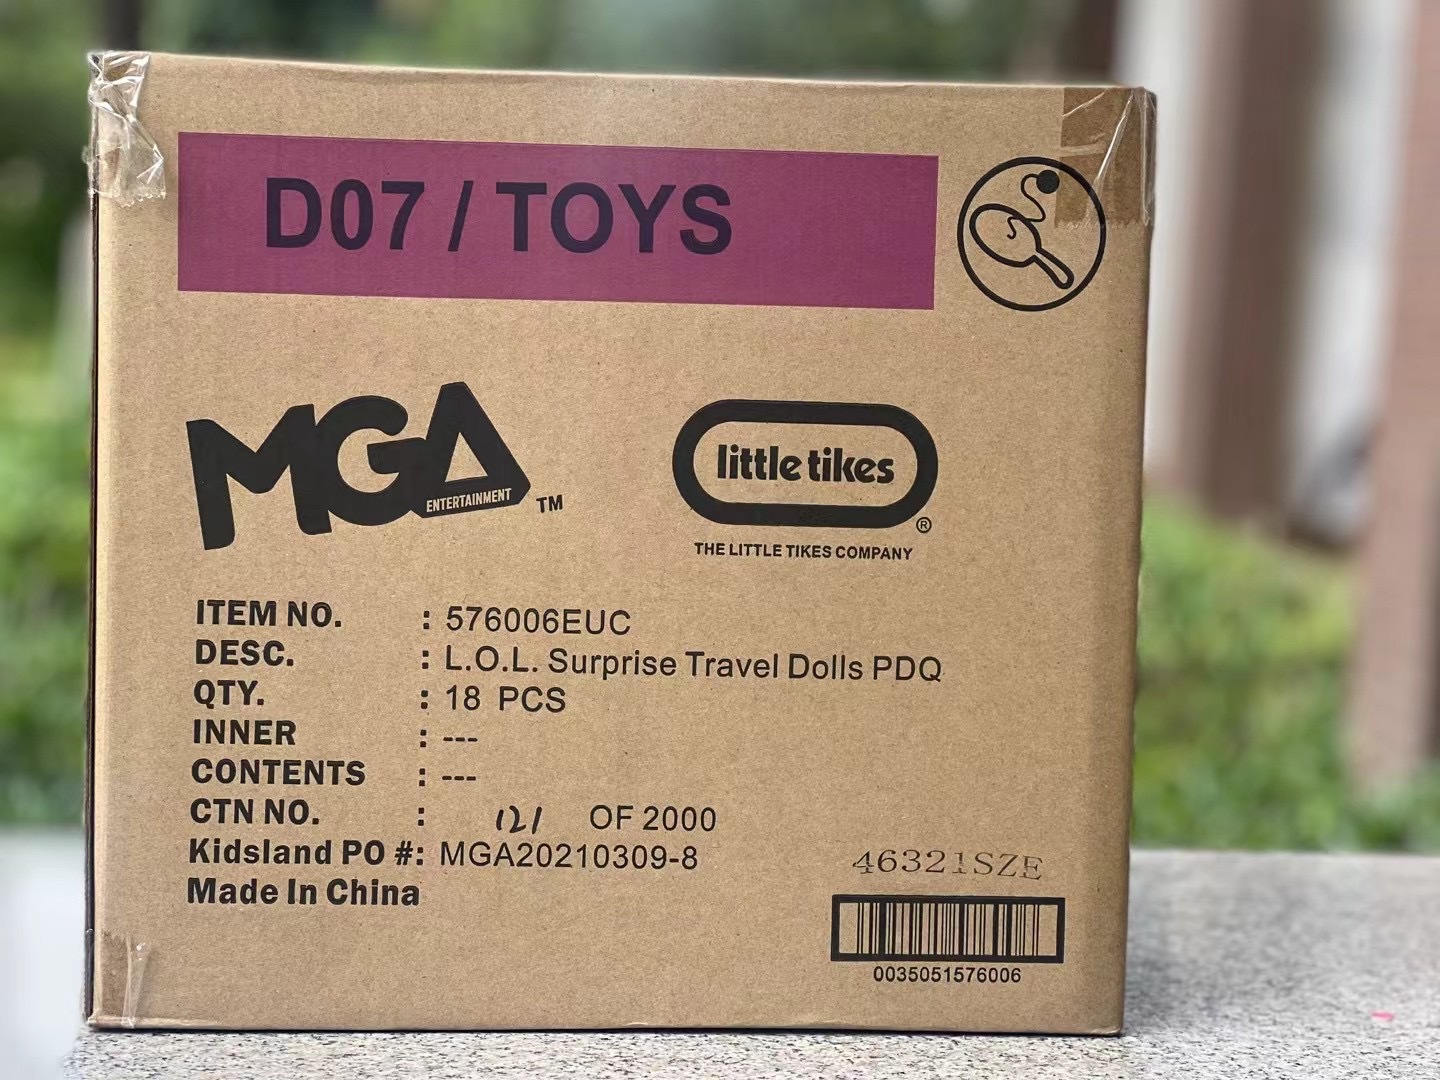 D07 / TOYS
MGA
ENTERTAINMENT
TM
little tikes
®
THE LITTLE TIKES COMPANY
ITEM NO. : 576006EUC
DESC. : L.O.L. Surprise Travel Dolls PDQ
QTY. : 18 PCS
INNER : ---
CONTENTS : ---
CTN NO. : 121 OF 2000
Kidsland PO #: MGA20210309-8
Made In China
46321SZE
0035051576006